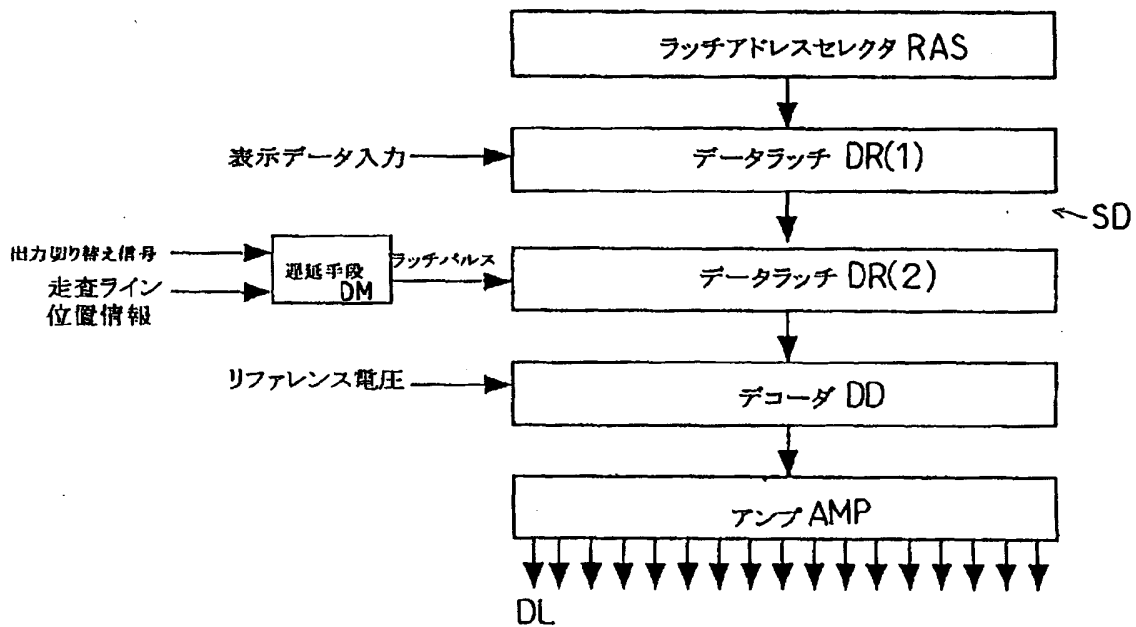 ラッチアドレスセレクタ RAS
表示データ入力
データラッチ DR(1)
SD
出力切り替え信号
走査ライン
位置情報
遅延手段
DM
ラッチパルス
データラッチ DR(2)
リファレンス電圧
デコーダ DD
アンプ AMP
DL